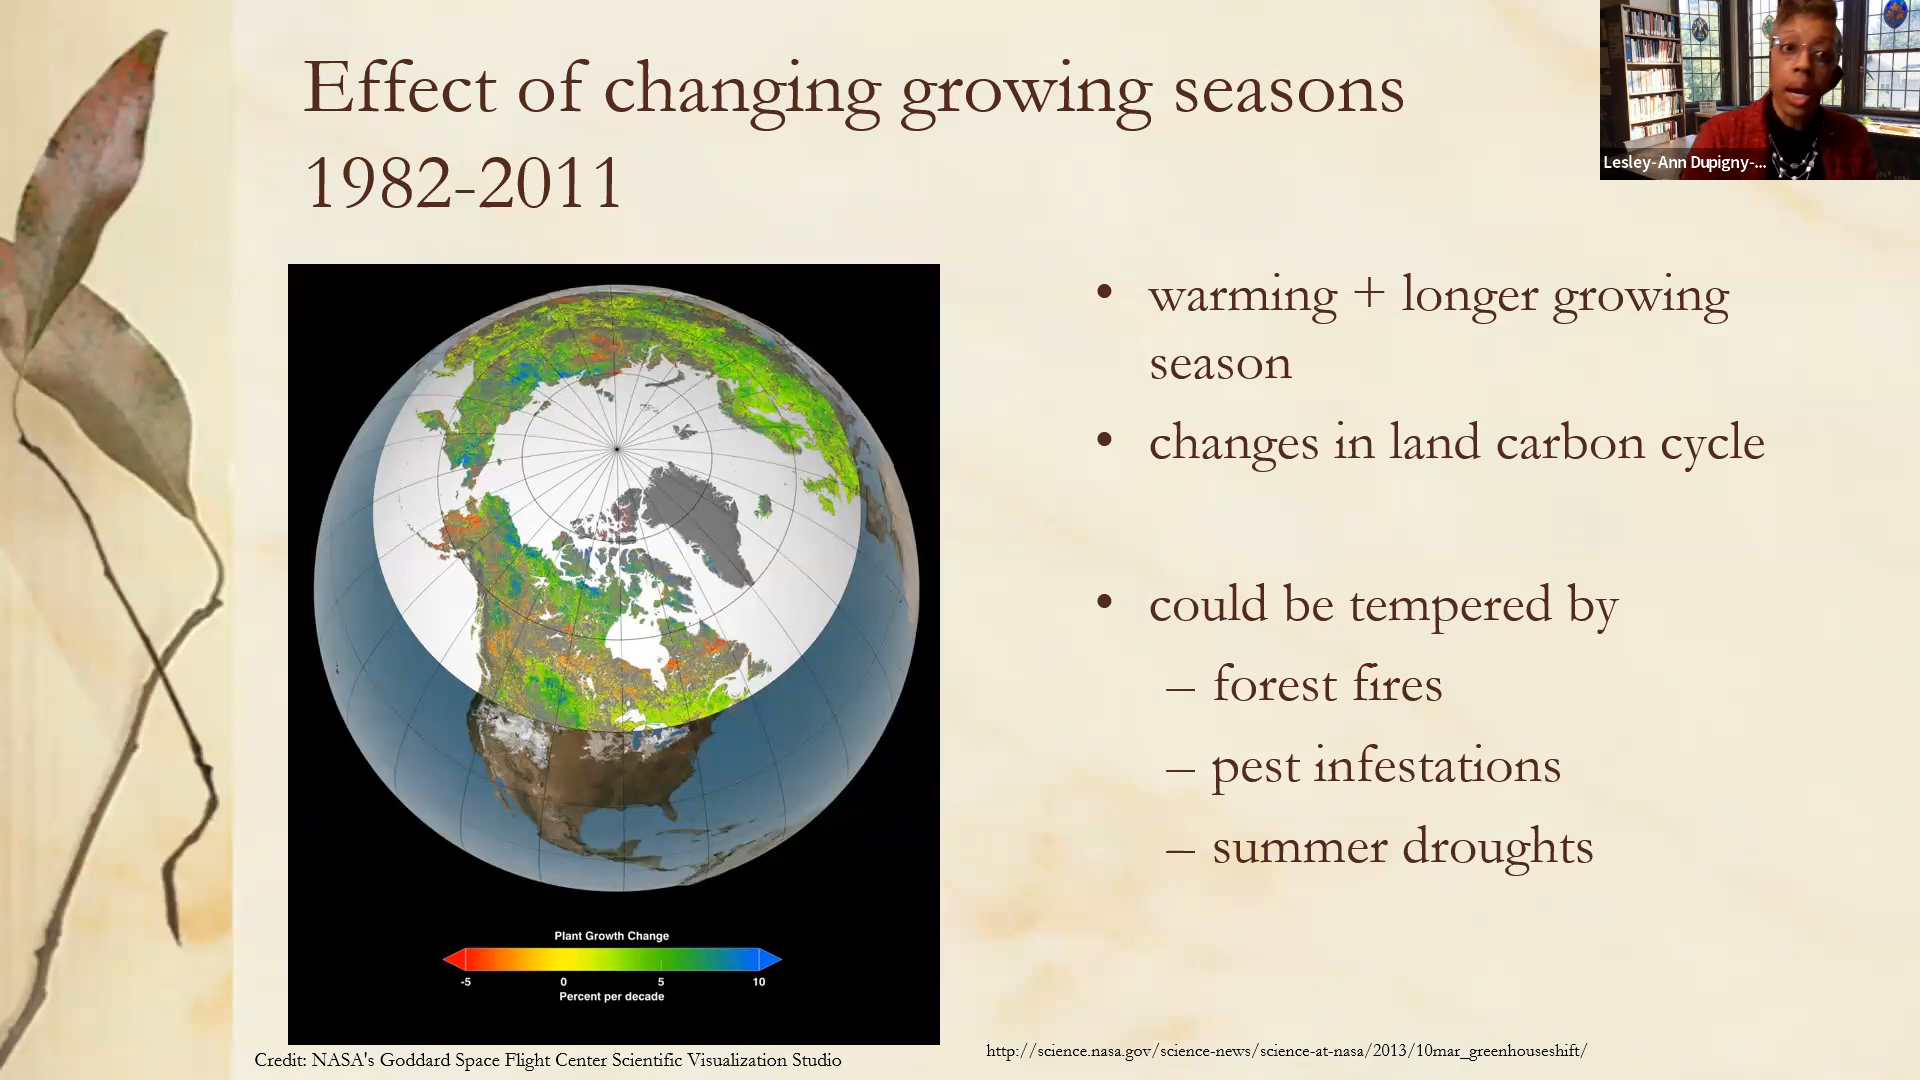 Effect of changing growing seasons
1982-2011
Lesley-Ann Dupigny-...
• warming + longer growing
season
• changes in land carbon cycle
• could be tempered by
– forest fires
– pest infestations
– summer droughts
Plant Growth Change
-5 0 5 10
Percent per decade
Credit: NASA's Goddard Space Flight Center Scientific Visualization Studio
http://science.nasa.gov/science-news/science-at-nasa/2013/10mar_greenhouseshift/